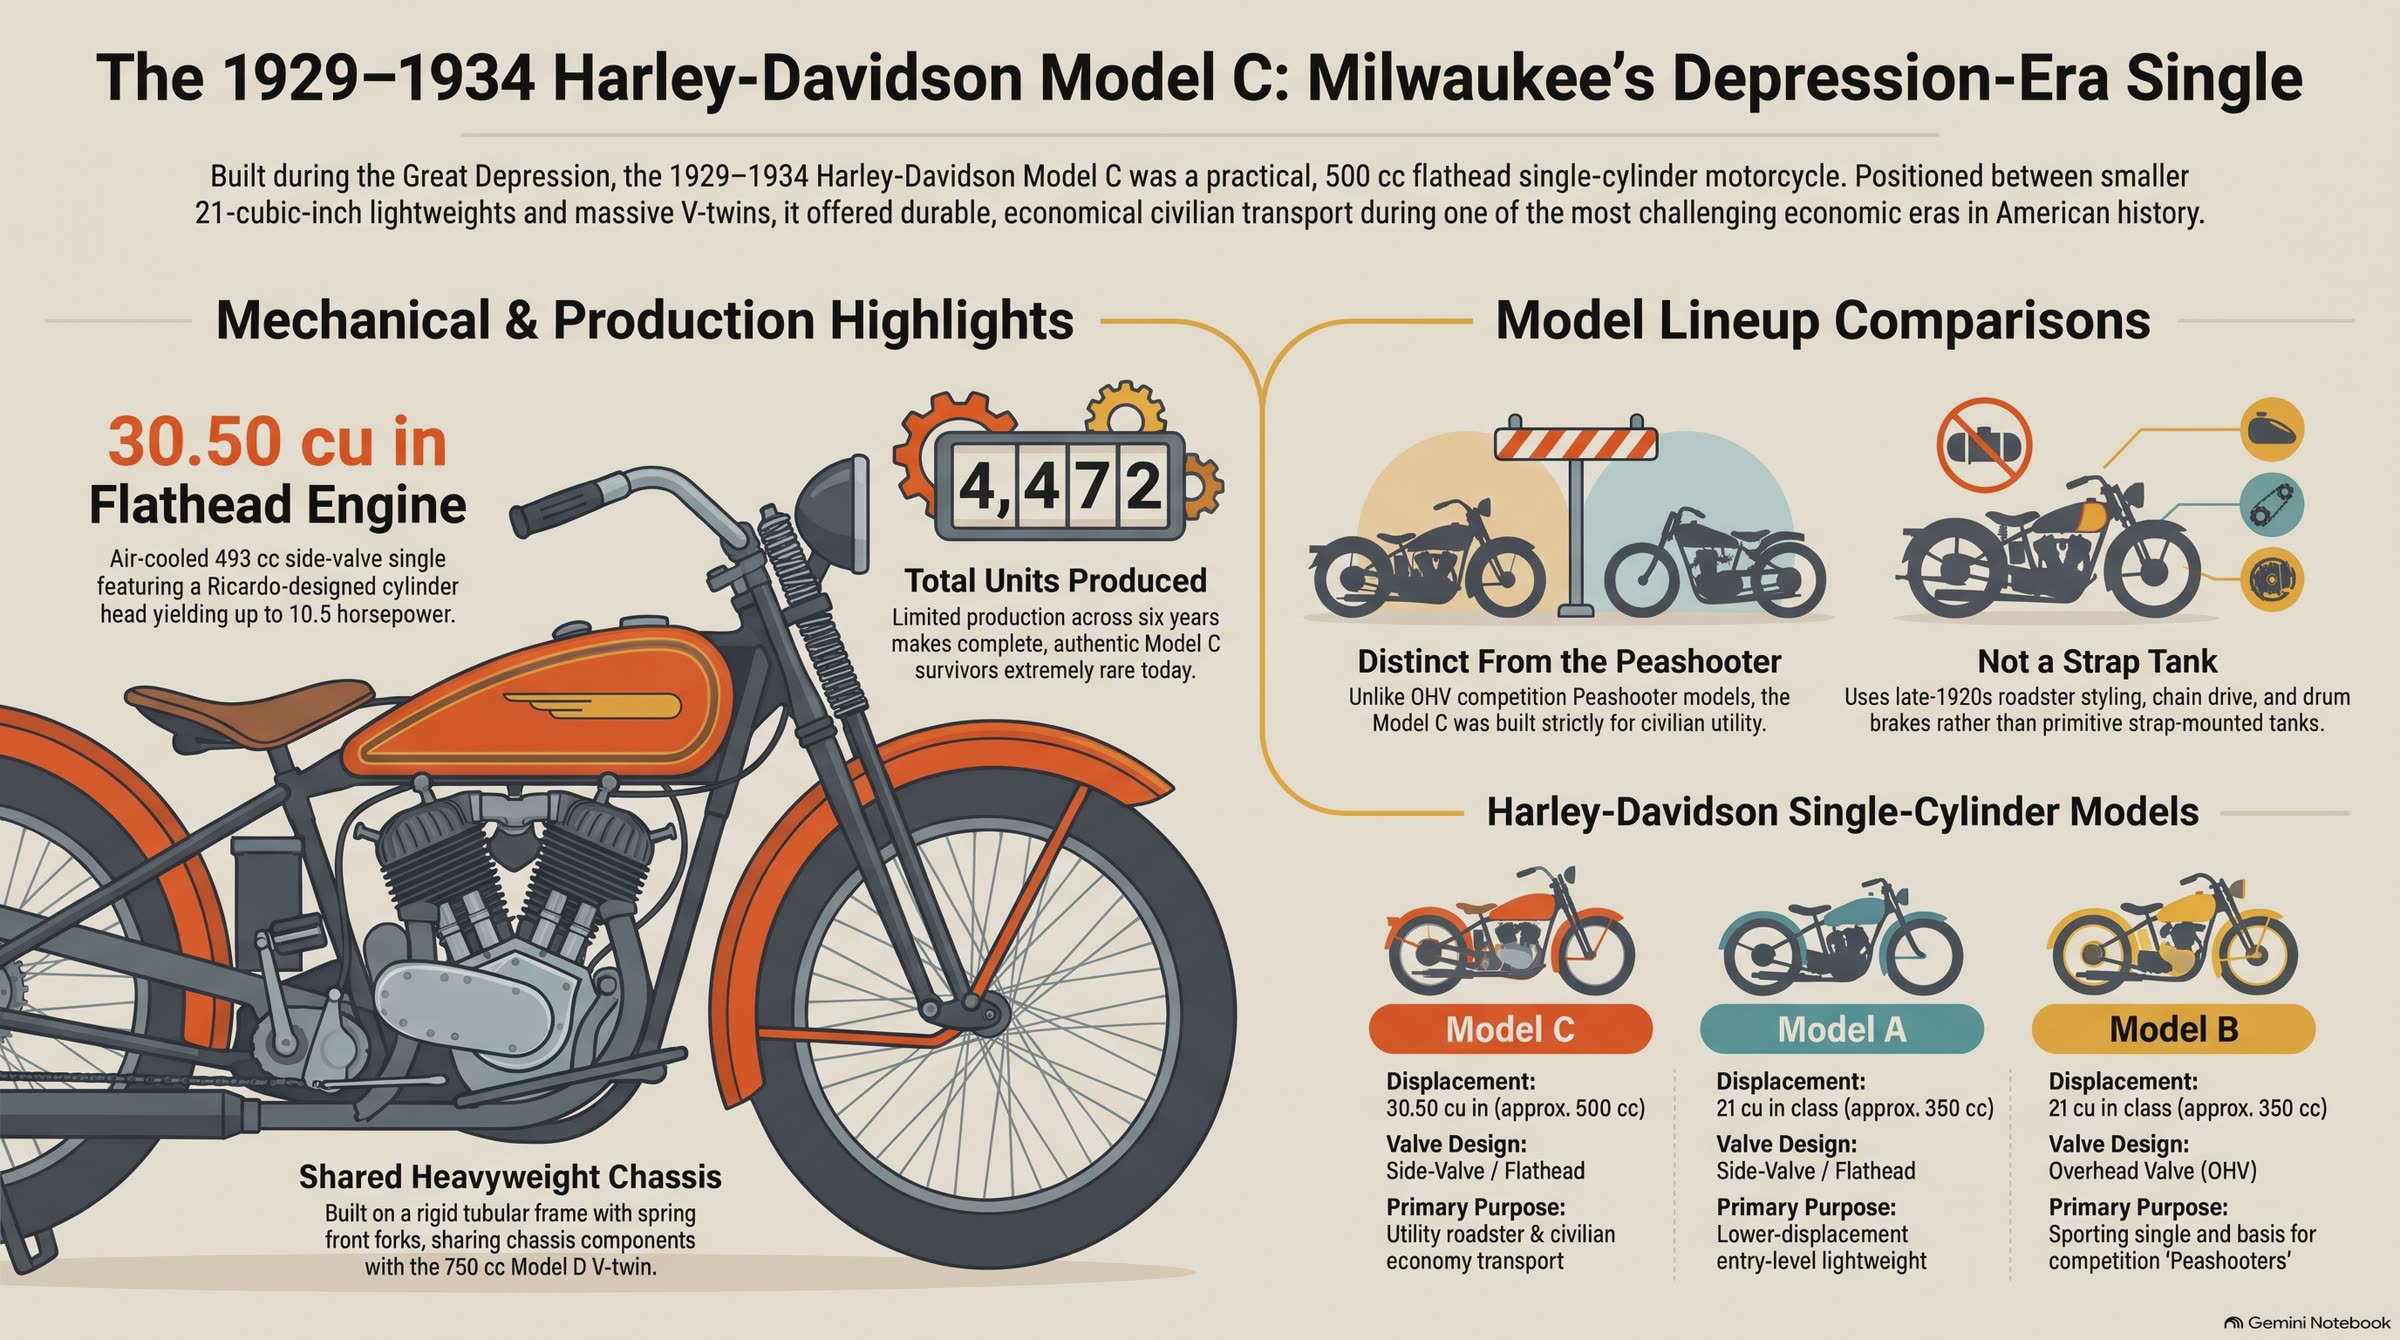 The 1929–1934 Harley-Davidson Model C: Milwaukee’s Depression-Era Single
Built during the Great Depression, the 1929–1934 Harley-Davidson Model C was a practical, 500 cc flathead single-cylinder motorcycle. Positioned between smaller
21-cubic-inch lightweights and massive V-twins, it offered durable, economical civilian transport during one of the most challenging economic eras in American history.
Mechanical & Production Highlights
30.50 cu in
Flathead Engine
Air-cooled 493 cc side-valve single
featuring a Ricardo-designed cylinder
head yielding up to 10.5 horsepower.
4,472
Total Units Produced
Limited production across six years
makes complete, authentic Model C
survivors extremely rare today.
Shared Heavyweight Chassis
Built on a rigid tubular frame with spring
front forks, sharing chassis components
with the 750 cc Model D V-twin.
Model Lineup Comparisons
Distinct From the Peashooter
Unlike OHV competition Peashooter models, the
Model C was built strictly for civilian utility.
Not a Strap Tank
Uses late-1920s roadster styling, chain drive, and drum
brakes rather than primitive strap-mounted tanks.
Harley-Davidson Single-Cylinder Models
Model C
Displacement:
30.50 cu in (approx. 500 cc)
Valve Design:
Side-Valve / Flathead
Primary Purpose:
Utility roadster & civilian
economy transport
Model A
Displacement:
21 cu in class (approx. 350 cc)
Valve Design:
Side-Valve / Flathead
Primary Purpose:
Lower-displacement
entry-level lightweight
Model B
Displacement:
21 cu in class (approx. 350 cc)
Valve Design:
Overhead Valve (OHV)
Primary Purpose:
Sporting single and basis for
competition ‘Peashooters’
Gemini Notebook